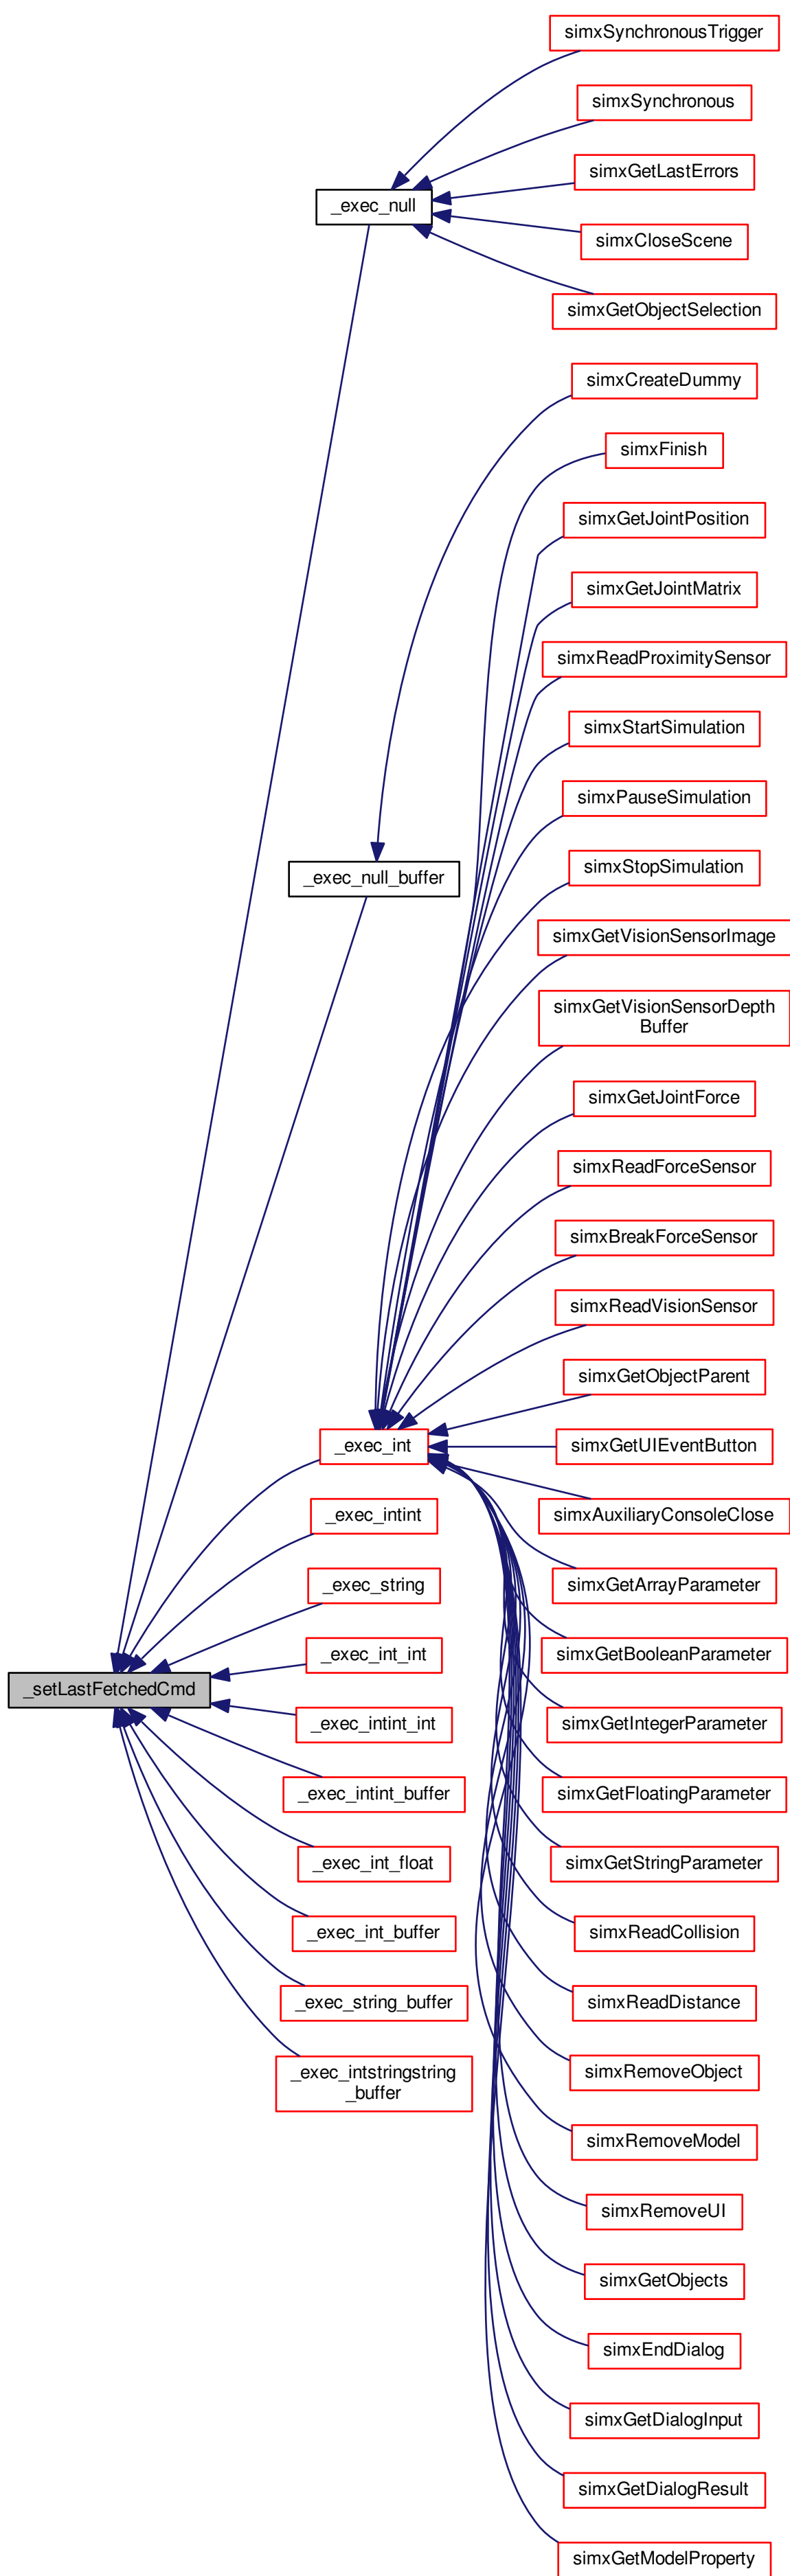 simxSynchronousTrigger
simxSynchronous
simxGetLastErrors
_exec_null
simxCloseScene
simxGetObjectSelection
simxCreateDummy
simxFinish
simxGetJointPosition
simxGetJointMatrix
simxReadProximitySensor
simxStartSimulation
simxPauseSimulation
simxStopSimulation
_exec_null_buffer
simxGetVisionSensorImage
simxGetVisionSensorDepth
Buffer
simxGetJointForce
simxReadForceSensor
simxBreakForceSensor
simxReadVisionSensor
simxGetObjectParent
_exec_int
simxGetUIEventButton
_exec_intint
simxAuxiliaryConsoleClose
_exec_string
simxGetArrayParameter
_exec_int_int
simxGetBooleanParameter
_setLastFetchedCmd
_exec_intint_int
simxGetIntegerParameter
_exec_intint_buffer
simxGetFloatingParameter
_exec_int_float
simxGetStringParameter
_exec_int_buffer
simxReadCollision
_exec_string_buffer
simxReadDistance
_exec_intstringstring
_buffer
simxRemoveObject
simxRemoveModel
simxRemoveUI
simxGetObjects
simxEndDialog
simxGetDialogInput
simxGetDialogResult
simxGetModelProperty